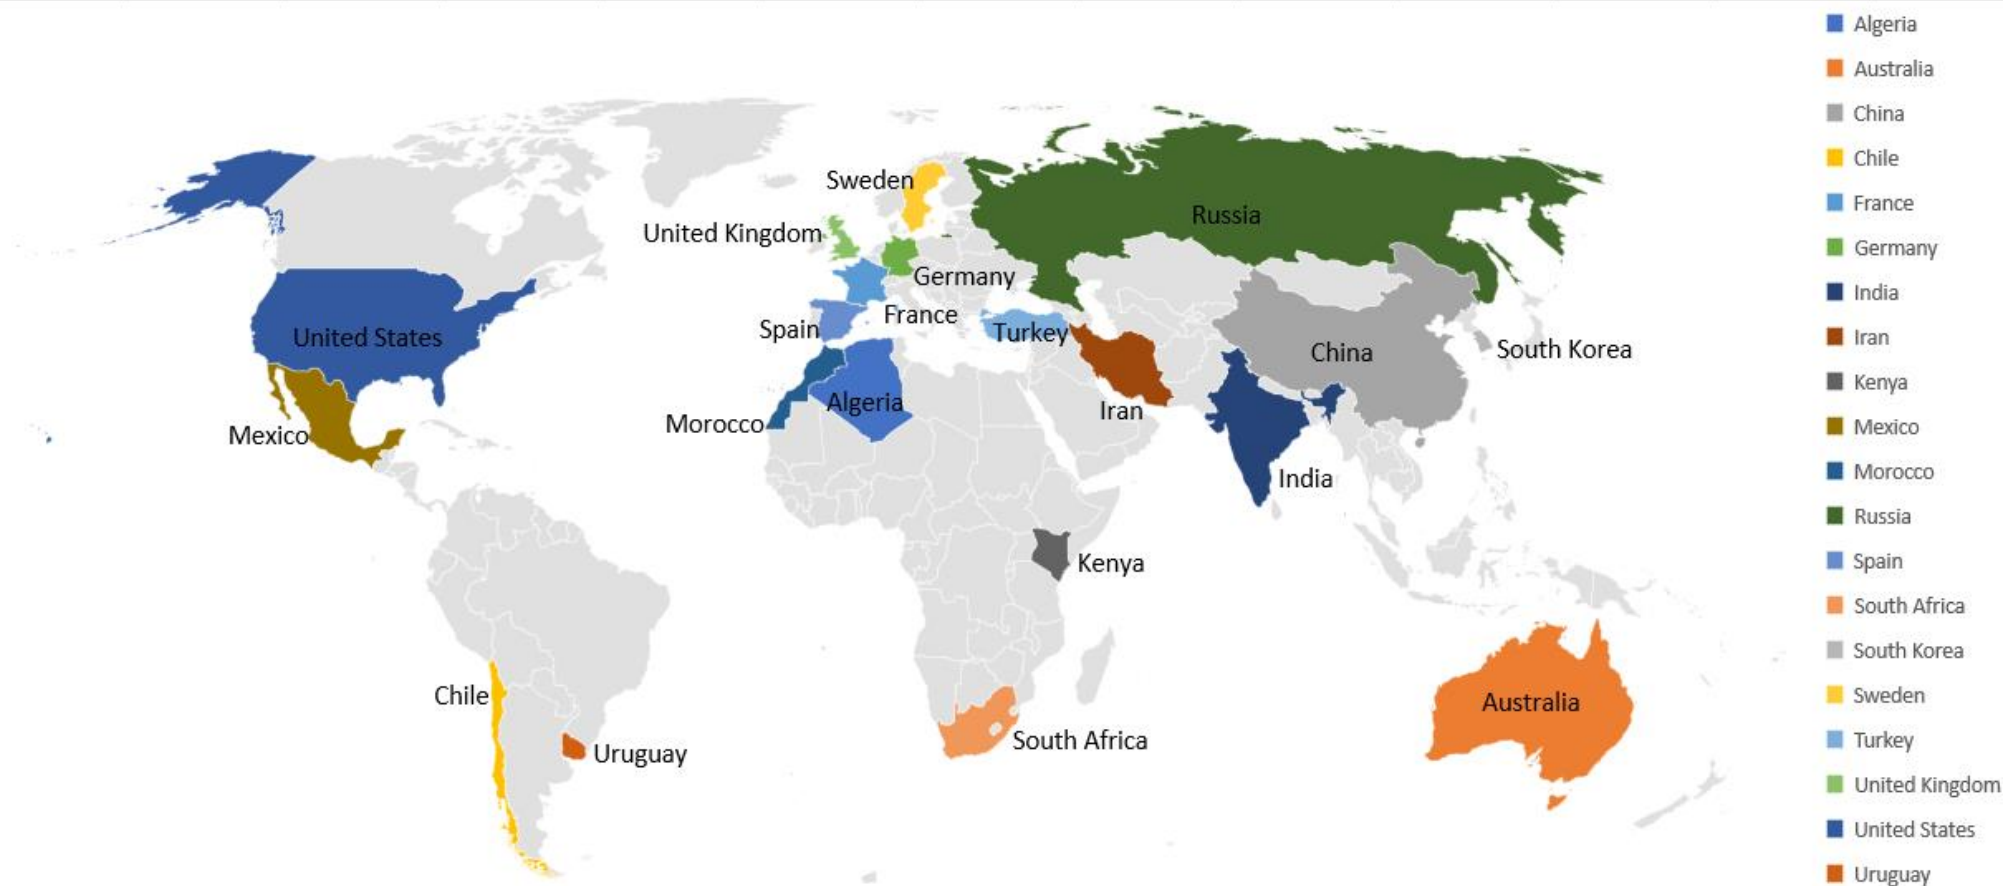 Sweden
Russia
United Kingdom
Germany
France
Spain
Turkey
United States
South Korea
China
Algeria
Iran
Morocco
Mexico
India
Kenya
Chile
Australia
South Africa
Uruguay
Algeria
Australia
China
Chile
France
Germany
India
Iran
Kenya
Mexico
Morocco
Russia
Spain
South Africa
South Korea
Sweden
Turkey
United Kingdom
United States
Uruguay